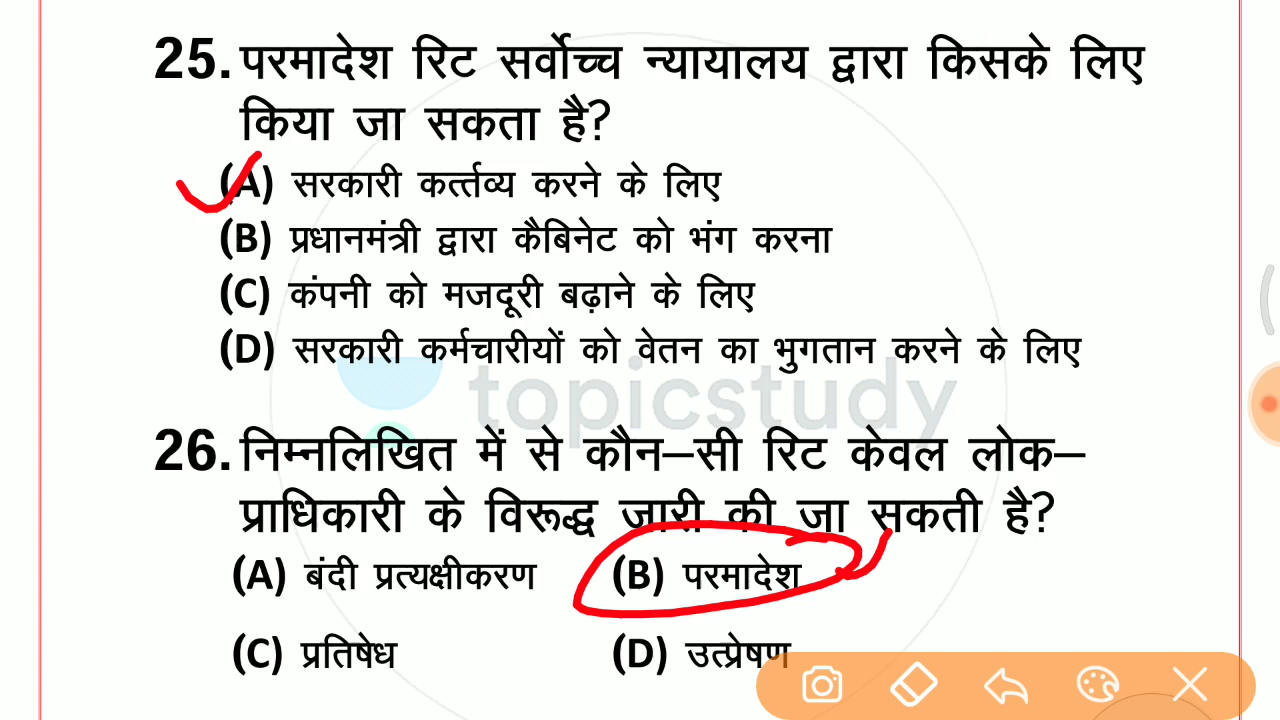 25. परमादेश रिट सर्वोच्च न्यायालय द्वारा किसके लिए
किया जा सकता है?
(A) सरकारी कर्त्तव्य करने के लिए
(B) प्रधानमंत्री द्वारा कैबिनेट को भंग करना
(C) कंपनी को मजदूरी बढ़ाने के लिए
(D) सरकारी कर्मचारीयों को वेतन का भुगतान करने के लिए
topicstudy
26. निम्नलिखित में से कौन–सी रिट केवल लोक–
प्राधिकारी के विरूद्ध जारी की जा सकती है?
(A) बंदी प्रत्यक्षीकरण (B) परमादेश
(C) प्रतिषेध (D) उत्प्रेषण